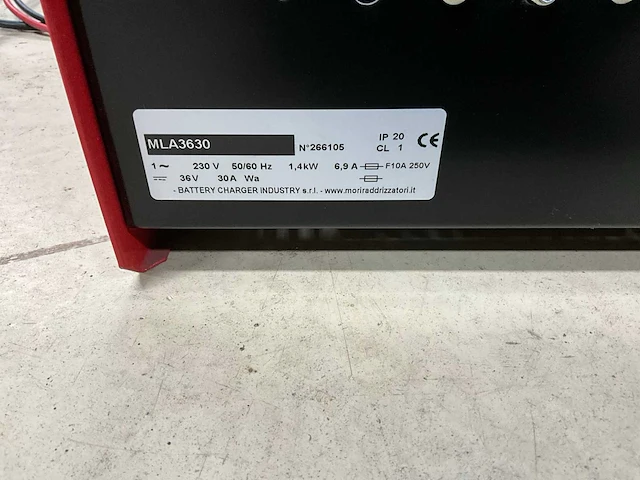 MLA3630 N°266105 IP 20 CE
CL 1
1 ~ 230 V 50/60 Hz 1,4kW 6,9 A F10A 250V
36V 30A Wa
- BATTERY CHARGER INDUSTRY s.r.l. - www.moriraddrizzatori.it